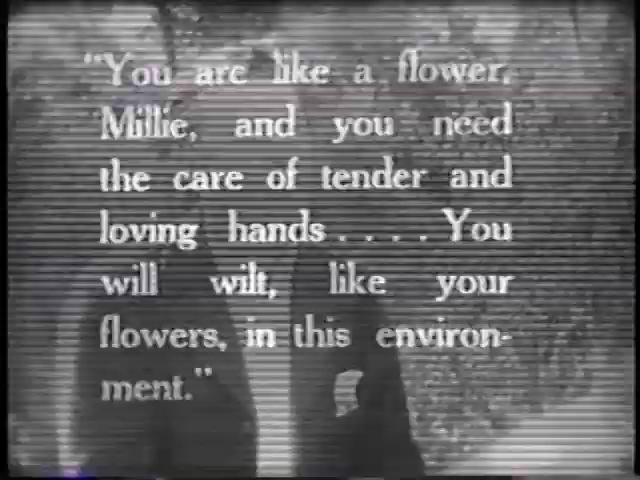 "You are like a flower,
Millie, and you need
the care of tender and
loving hands . . . . You
will wilt, like your
flowers, in this environ-
ment."